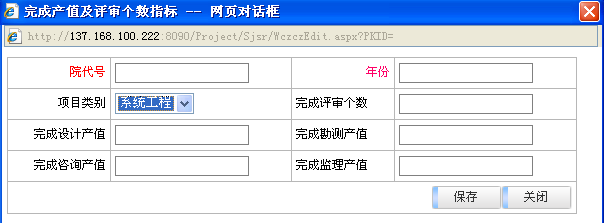 完成产值及评审个数指标 -- 网页对话框
http://137.168.100.222:8090/Project/Sjsr/WczczEdit.aspx?PKID=
院代号 年份
项目类别 系统工程 完成评审个数
完成设计产值 完成勘测产值
完成咨询产值 完成监理产值
保存 关闭